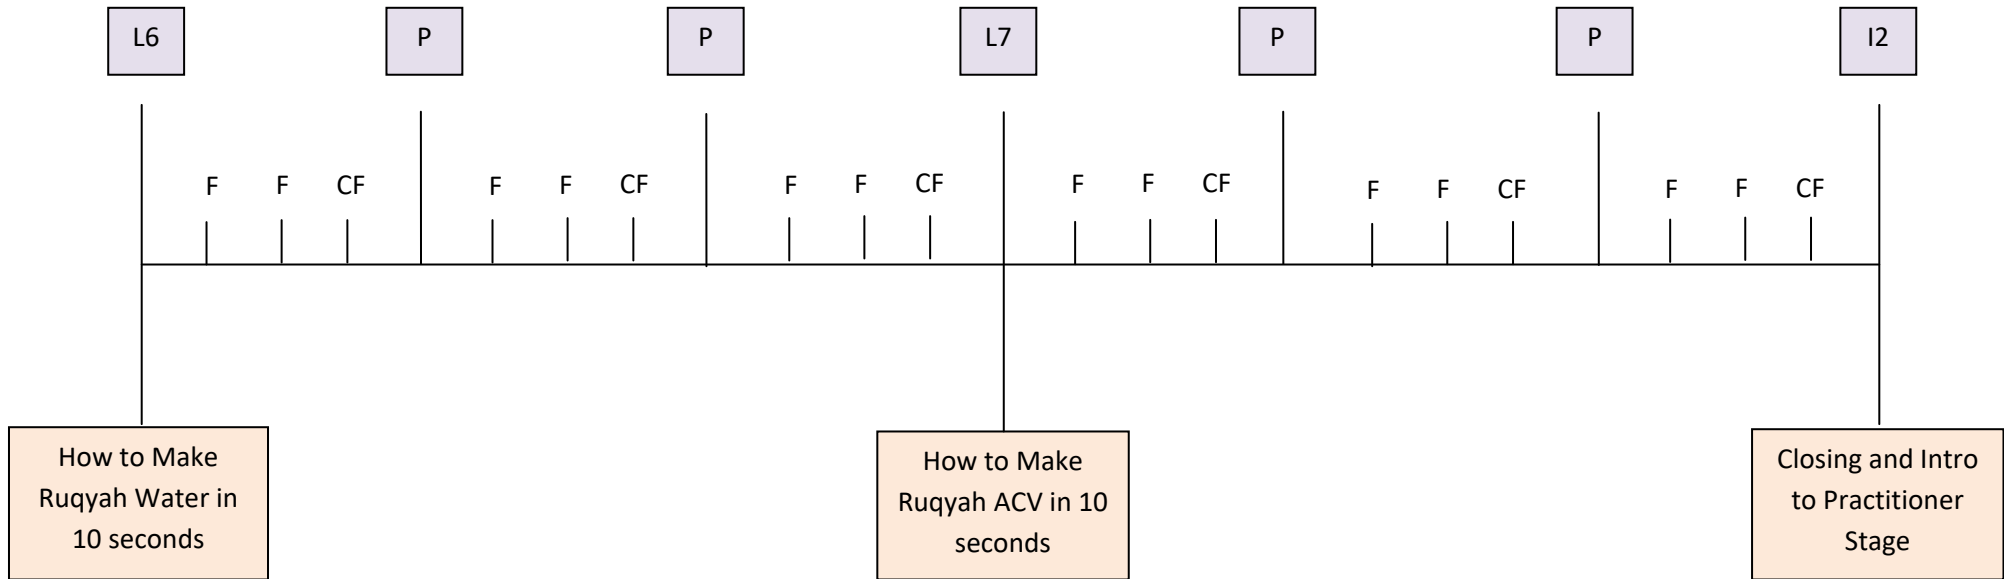 L6 P P L7 P P I2
F F CF F F CF F F CF F F CF F F CF F F CF
How to Make
Ruqyah Water in
10 seconds
How to Make
Ruqyah ACV in 10
seconds
Closing and Intro
to Practitioner
Stage